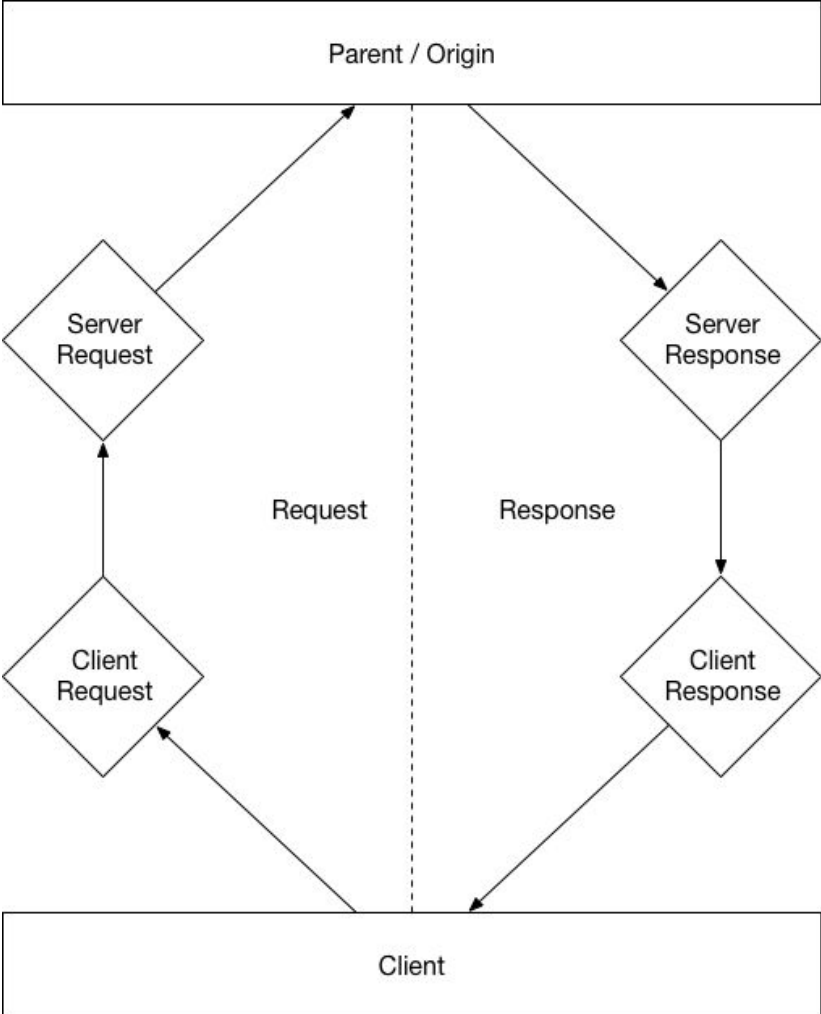 Parent / Origin
Server
Request
Server
Response
Request
Response
Client
Request
Client
Response
Client